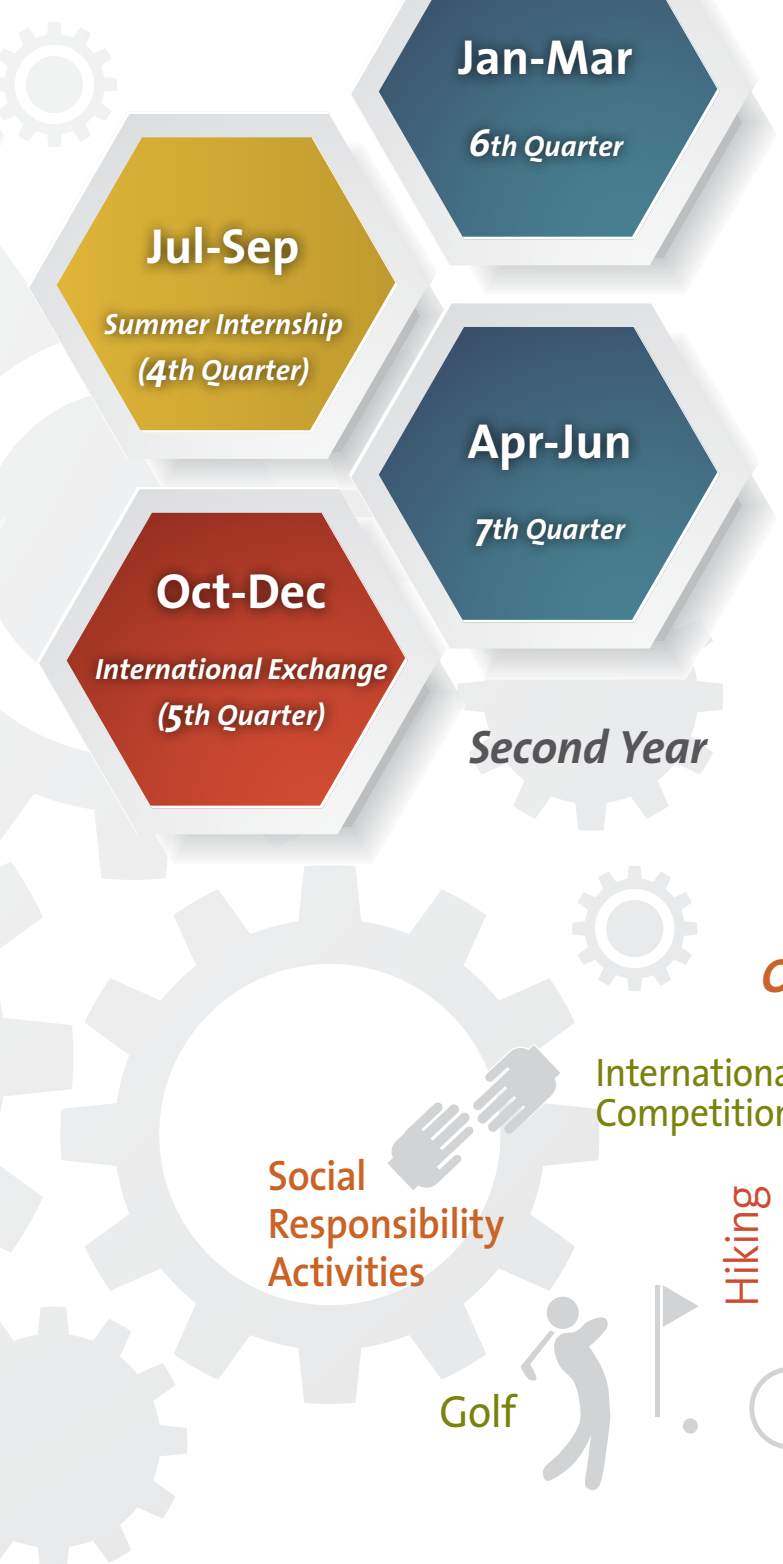 Jan-Mar
6th Quarter
Jul-Sep
Summer Internship
(4th Quarter)
Apr-Jun
7th Quarter
Oct-Dec
International Exchange
(5th Quarter)
Second Year
Internationa
Competition
Social
Responsibility
Activities
Hiking
Golf